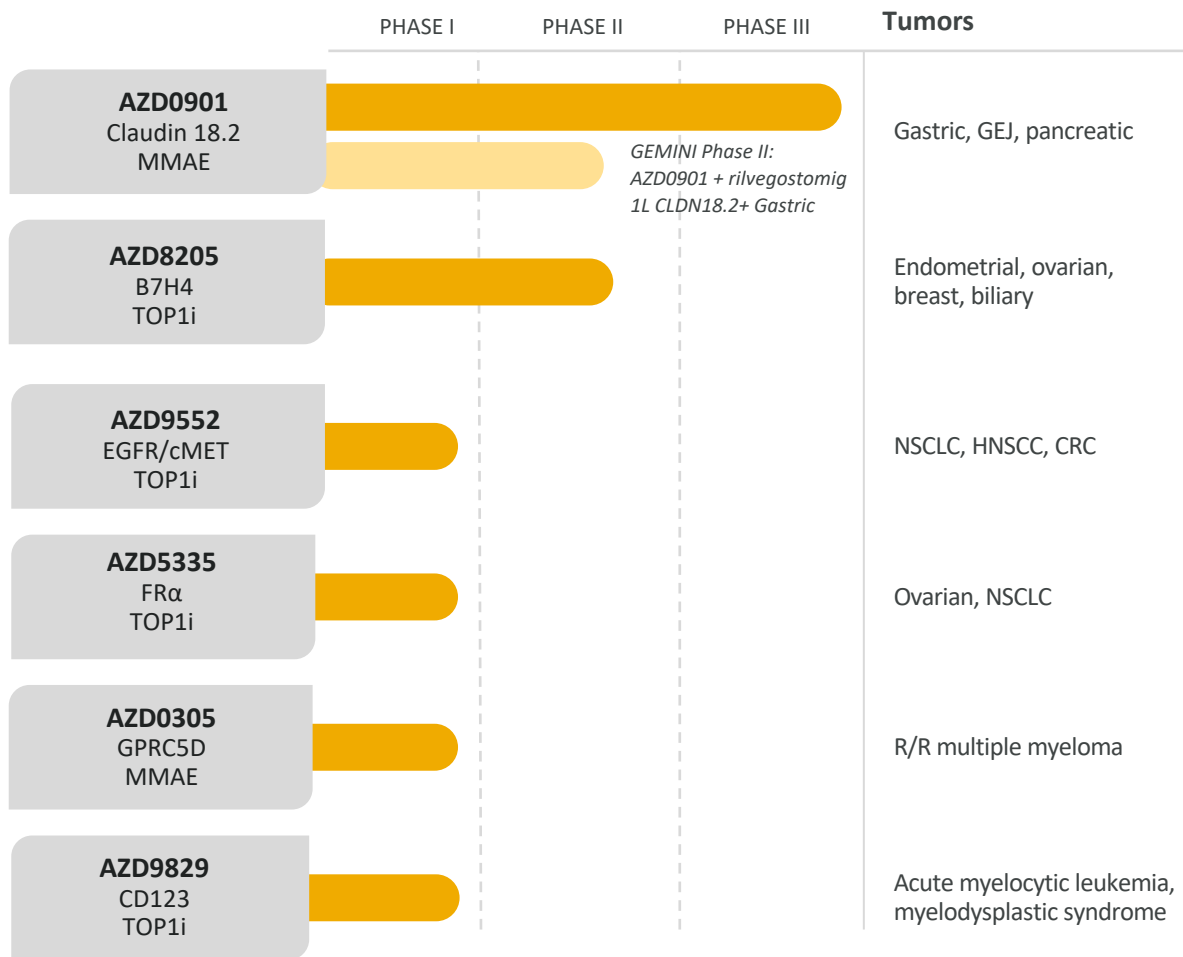 PHASE I
PHASE II
PHASE III
Tumors
AZD0901
Claudin 18.2
MMAE
GEMINI Phase II:
AZD0901 + rilvegostomig
1L CLDN18.2+ Gastric
Gastric, GEJ, pancreatic
AZD8205
B7H4
TOP1i
Endometrial, ovarian,
breast, biliary
AZD9552
EGFR/cMET
TOP1i
NSCLC, HNSCC, CRC
AZD5335
FRα
TOP1i
Ovarian, NSCLC
AZD0305
GPRC5D
MMAE
R/R multiple myeloma
AZD9829
CD123
TOP1i
Acute myelocytic leukemia,
myelodysplastic syndrome